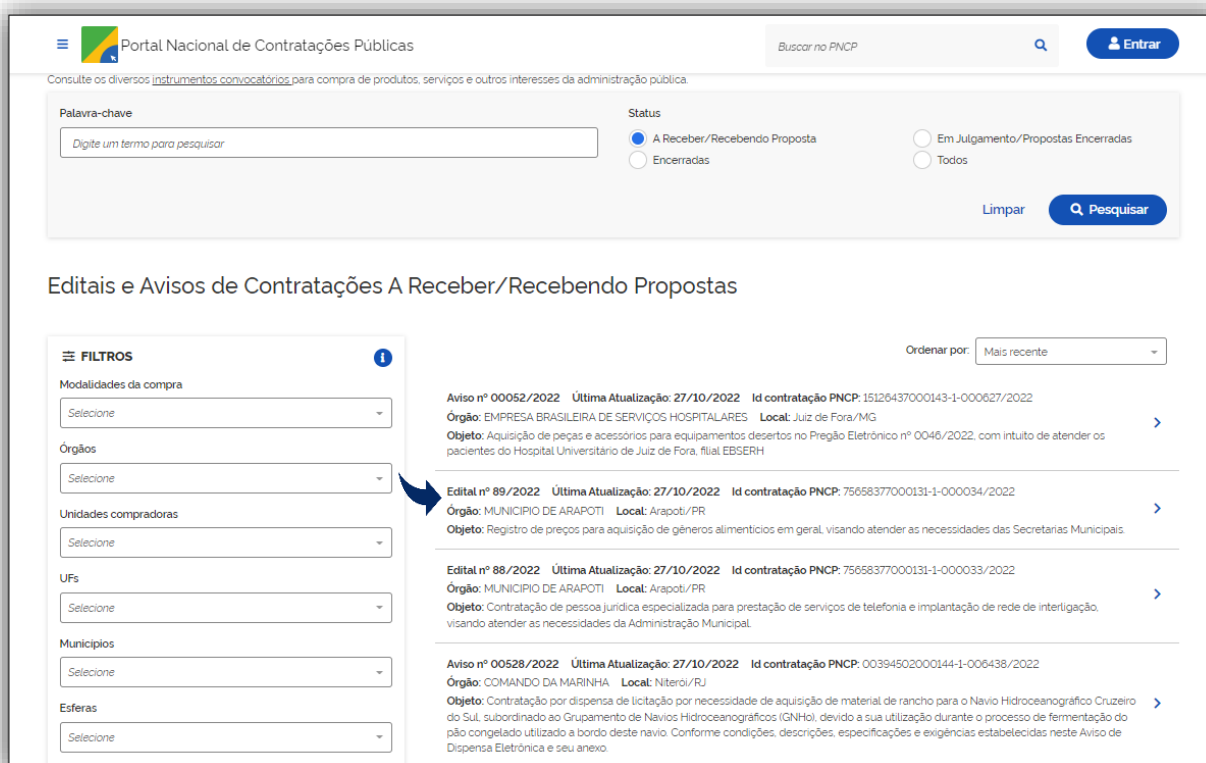 Portal Nacional de Contratações Públicas
Buscar no PNCP
Entrar
Consulte os diversos instrumentos convocatórios para compra de produtos, serviços e outros interesses da administração pública.
Palavra-chave
Digite um termo para pesquisar
Status
A Receber/Recebendo Proposta
Em Julgamento/Propostas Encerradas
Encerradas
Todos
Limpar
Pesquisar
Editais e Avisos de Contratações A Receber/Recebendo Propostas
FILTROS
Modalidades da compra
Selecione
Órgãos
Selecione
Unidades compradoras
Selecione
UFs
Selecione
Municipios
Selecione
Esferas
Selecione
Ordenar por:
Mais recente
Aviso nº 00052/2022 Última Atualização: 27/10/2022 Id contratação PNCP: 15126437000143-1-000627/2022
Órgão: EMPRESA BRASILEIRA DE SERVIÇOS HOSPITALARES Local: Juiz de Fora/MG
Objeto: Aquisição de peças e acessórios para equipamentos desertos no Pregão Eletrônico nº 0046/2022, com intuito de atender os
pacientes do Hospital Universitário de Juiz de Fora, filial EBSERH
Edital nº 89/2022 Última Atualização: 27/10/2022 Id contratação PNCP: 75658377000131-1-000034/2022
Órgão: MUNICIPIO DE ARAPOTI Local: Arapoti/PR
Objeto: Registro de preços para aquisição de gêneros alimentícios em geral, visando atender as necessidades das Secretarias Municipais.
Edital nº 88/2022 Última Atualização: 27/10/2022 Id contratação PNCP: 75658377000131-1-000033/2022
Órgão: MUNICIPIO DE ARAPOTI Local: Arapoti/PR
Objeto: Contratação de pessoa jurídica especializada para prestação de serviços de telefonia e implantação de rede de interligação,
visando atender as necessidades da Administração Municipal.
Aviso nº 00528/2022 Última Atualização: 27/10/2022 Id contratação PNCP: 00394502000144-1-006438/2022
Órgão: COMANDO DA MARINHA Local: Niterói/RJ
Objeto: Contratação por dispensa de licitação por necessidade de aquisição de material de rancho para o Navio Hidroceanográfico Cruzeiro
do Sul, subordinado ao Grupamento de Navios Hidroceanográficos (GNHo), devido a sua utilização durante o processo de fermentação do
pão congelado utilizado a bordo deste navio. Conforme condições, descrições, especificações e exigências estabelecidas neste Aviso de
Dispensa Eletrônica e seu anexo.